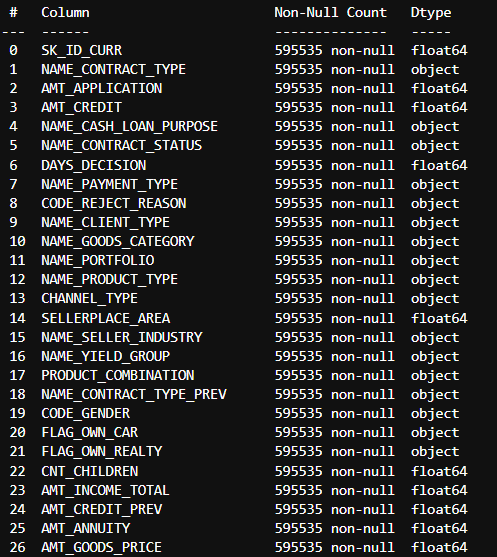 #   Column                      Non-Null Count   Dtype
---  ------                      --------------   -----
0   SK_ID_CURR                  595535 non-null  float64
1   NAME_CONTRACT_TYPE          595535 non-null  object
2   AMT_APPLICATION             595535 non-null  float64
3   AMT_CREDIT                  595535 non-null  float64
4   NAME_CASH_LOAN_PURPOSE      595535 non-null  object
5   NAME_CONTRACT_STATUS        595535 non-null  object
6   DAYS_DECISION               595535 non-null  float64
7   NAME_PAYMENT_TYPE           595535 non-null  object
8   CODE_REJECT_REASON          595535 non-null  object
9   NAME_CLIENT_TYPE            595535 non-null  object
10  NAME_GOODS_CATEGORY         595535 non-null  object
11  NAME_PORTFOLIO              595535 non-null  object
12  NAME_PRODUCT_TYPE           595535 non-null  object
13  CHANNEL_TYPE                595535 non-null  object
14  SELLERPLACE_AREA            595535 non-null  float64
15  NAME_SELLER_INDUSTRY        595535 non-null  object
16  NAME_YIELD_GROUP            595535 non-null  object
17  PRODUCT_COMBINATION         595535 non-null  object
18  NAME_CONTRACT_TYPE_PREV     595535 non-null  object
19  CODE_GENDER                 595535 non-null  object
20  FLAG_OWN_CAR                595535 non-null  object
21  FLAG_OWN_REALTY             595535 non-null  object
22  CNT_CHILDREN                595535 non-null  float64
23  AMT_INCOME_TOTAL            595535 non-null  float64
24  AMT_CREDIT_PREV             595535 non-null  float64
25  AMT_ANNUITY                 595535 non-null  float64
26  AMT_GOODS_PRICE             595535 non-null  float64